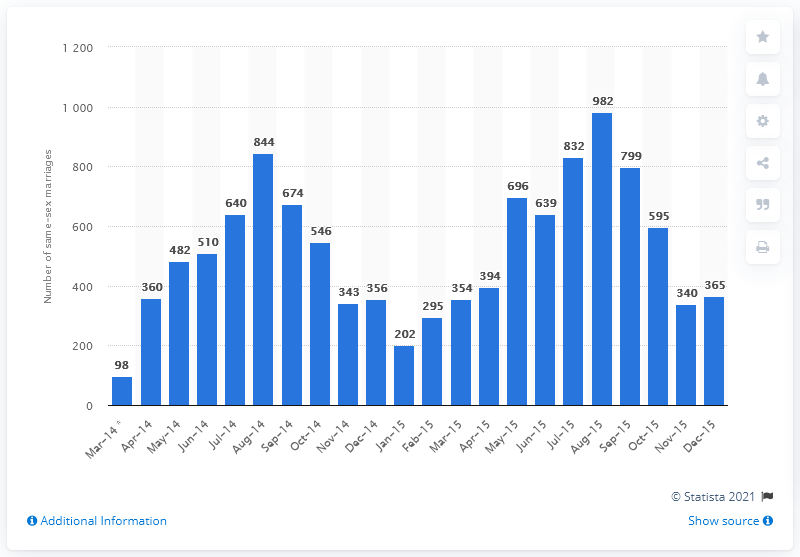 1 200
1 000
800
600
400
200
0
Number of same-sex marriages
98
360
482
510
640
844
674
546
343
356
202
295
354
394
696
639
832
982
799
595
340
365
Mar-14 *
Apr-14
May-14
Jun-14
Jul-14
Aug-14
Sep-14
Oct-14
Nov-14
Dec-14
Jan-15
Feb-15
Mar-15
Apr-15
May-15
Jun-15
Jul-15
Aug-15
Sep-15
Oct-15
Nov-15
Dec-15
© Statista 2021
Additional Information
Show source